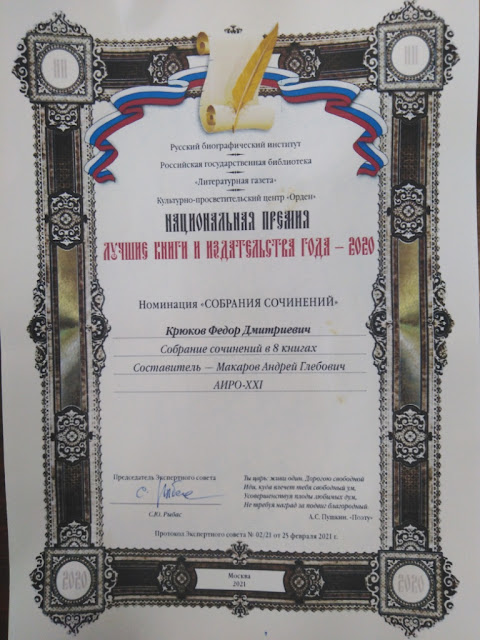 Русский биографический институт
Российская государственная библиотека
«Литературная газета»
Культурно-просветительский центр «Орден»
НАЦИОНАЛЬНАЯ ПРЕМИЯ
ЛУЧШИЕ КНИГИ И ИЗДАТЕЛЬСТВА ГОДА – 2020
Номинация «СОБРАНИЯ СОЧИНЕНИЙ»
Крюков Федор Дмитриевич
Собрание сочинений в 8 книгах
Составитель — Макаров Андрей Глебович
АИРО-XXI
Председатель Экспертного совета
С.Ю. Рыбас
Ты царь: живи один. Дорогою свободной
Иди, куда влечет тебя свободный ум,
Усовершенствуя плоды любимых дум,
Не требуя наград за подвиг благородный.
А.С. Пушкин. «Поэту»
Протокол Экспертного совета № 02/21 от 25 февраля 2021 г.
2020
Москва
2021
2020